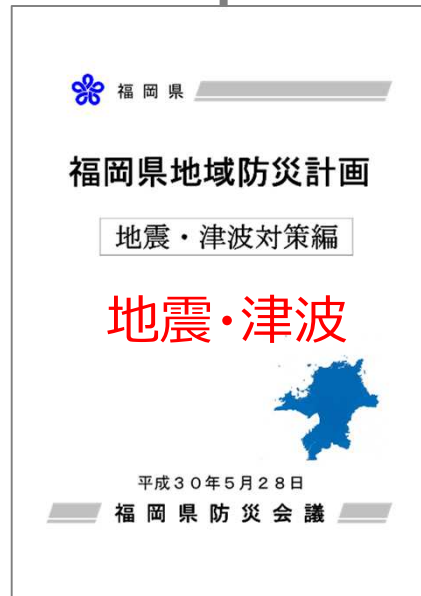 福岡県
福岡県地域防災計画
地震・津波対策編
地震・津波
平成30年5月28日
福岡県防災会議